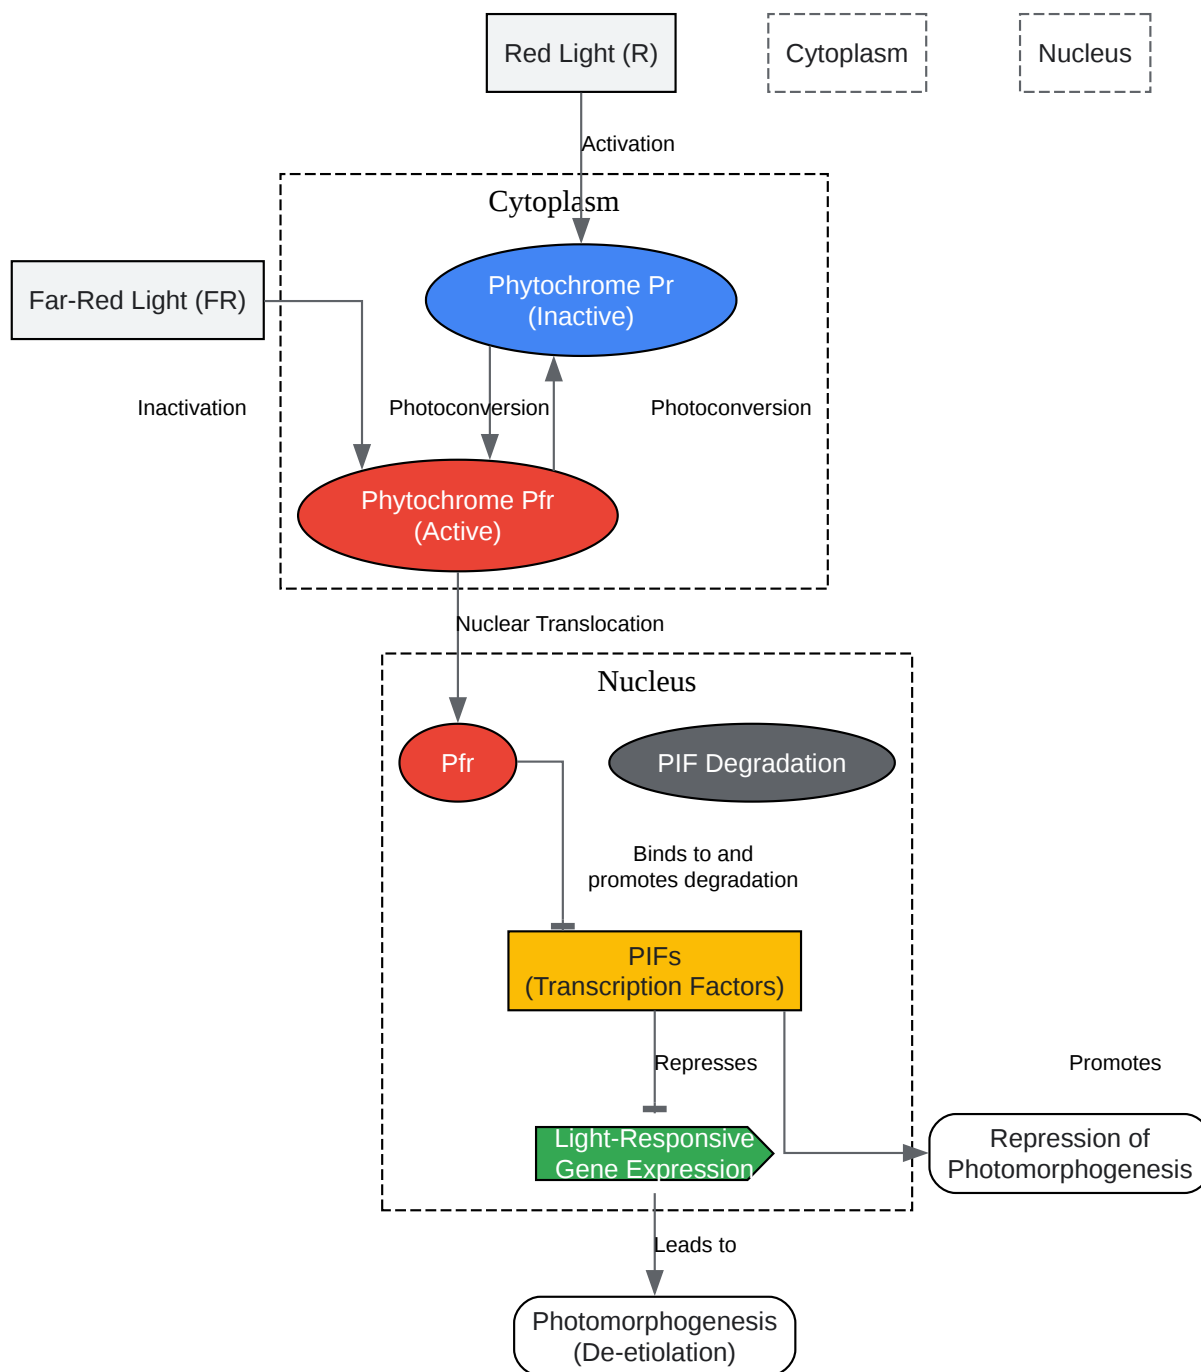 Red Light (R)
Cytoplasm
Nucleus
Activation
Cytoplasm
Far-Red Light (FR)
Phytochrome Pr
(Inactive)
Inactivation
Photoconversion
Photoconversion
Phytochrome Pfr
(Active)
Nuclear Translocation
Nucleus
Pfr
PIF Degradation
Binds to and
promotes degradation
PIFs
(Transcription Factors)
Represses
Promotes
Light-Responsive
Gene Expression
Repression of
Photomorphogenesis
Leads to
Photomorphogenesis
(De-etiolation)